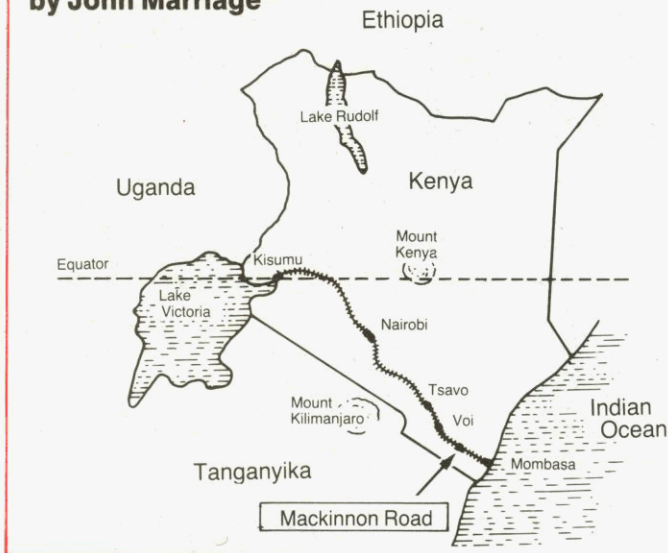 by John Marriage
Ethiopia
Lake Rudolf
Uganda
Kenya
Mount
Kenya
Equator
Kisumu
Lake
Victoria
Nairobi
Tsavo
Mount
Kilimanjaro
Voi
Indian
Ocean
Tanganyika
Mombasa
Mackinnon Road